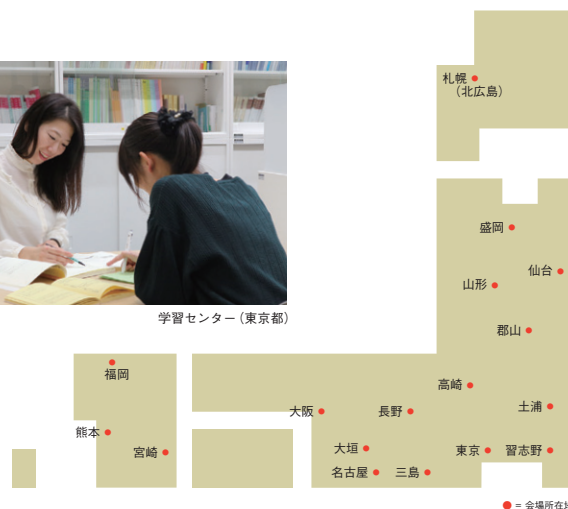 札幌
（北広島）
盛岡
仙台
山形
郡山
学習センター（東京都）
福岡
高崎
大阪
長野
土浦
熊本
宮崎
大垣
東京
習志野
名古屋
三島
＝会場所在地